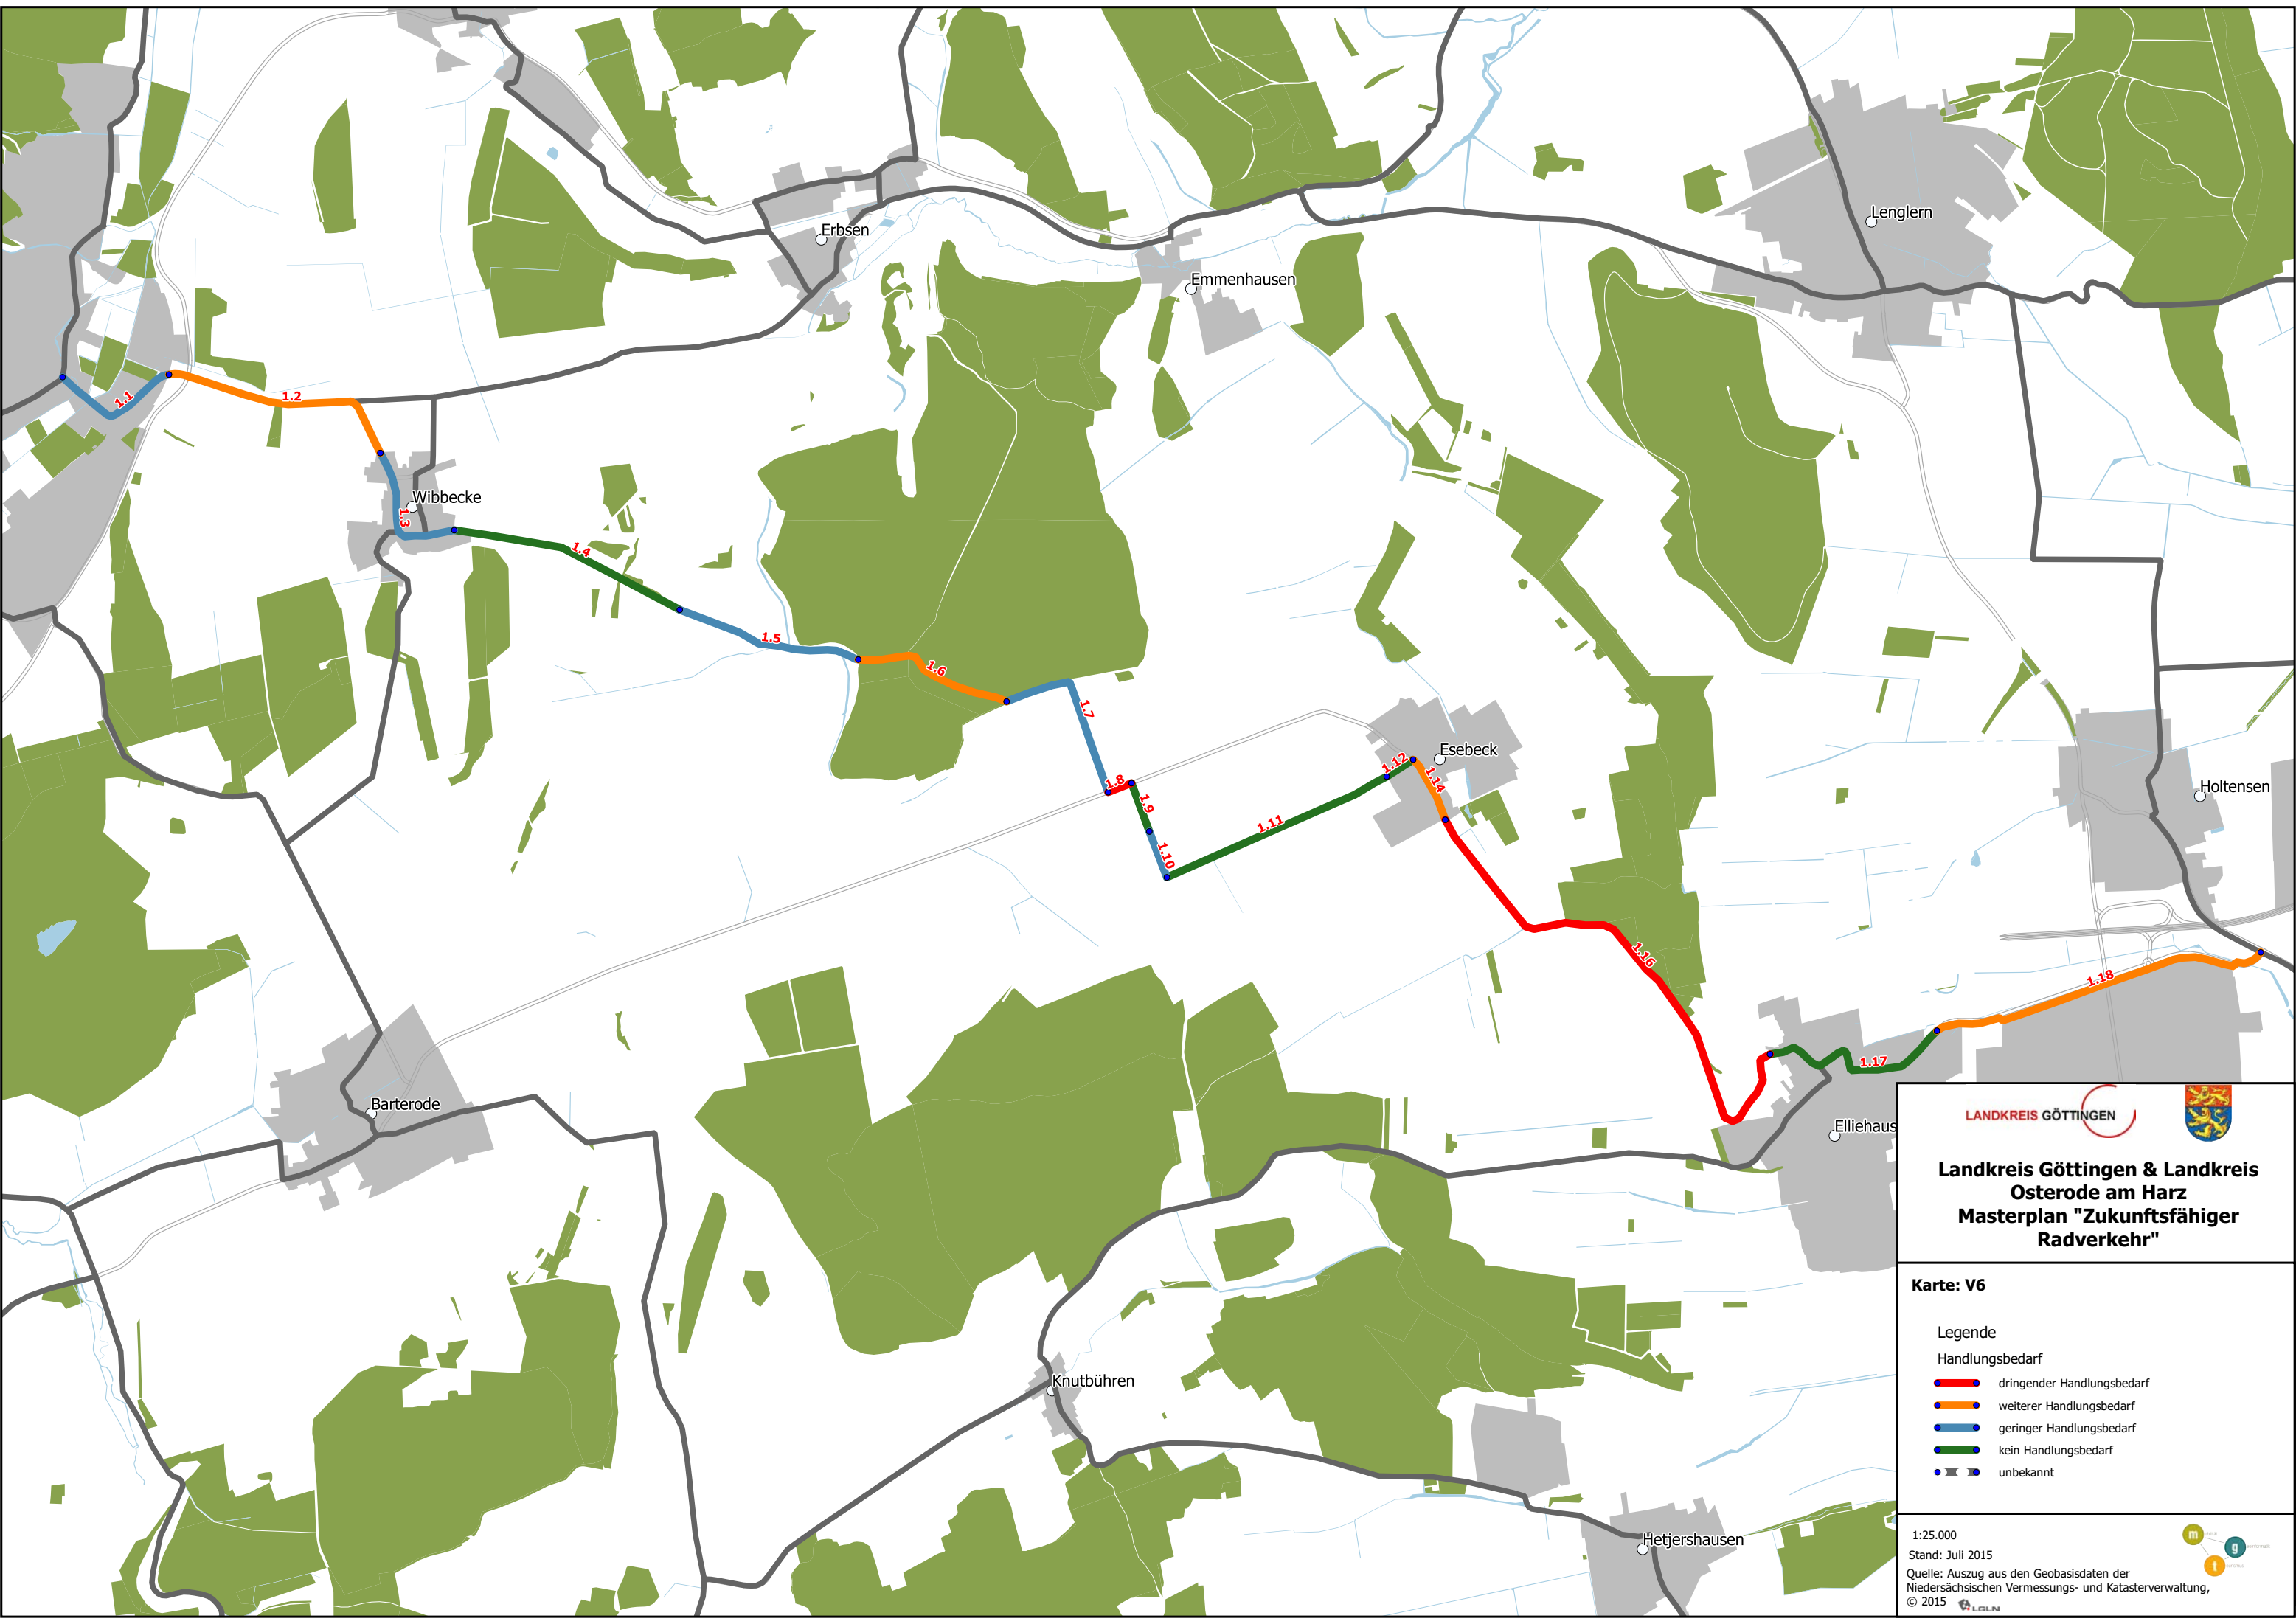 Lenglern
Erbsen
Emmenhausen
1.1
1.2
Wibbecke
1.3
1.4
1.5
1.6
1.7
Esebeck
1.12
1.14
1.8
1.9
1.11
1.10
Holtensen
1.16
1.18
1.17
Barterode
Elliehaus
Knutbühren
Hetjershausen
LANDKREIS GÖTTINGEN
Landkreis Göttingen & Landkreis
Osterode am Harz
Masterplan "Zukunftsfähiger
Radverkehr"
Karte: V6
Legende
Handlungsbedarf
dringender Handlungsbedarf
weiterer Handlungsbedarf
geringer Handlungsbedarf
kein Handlungsbedarf
unbekannt
1:25.000
Stand: Juli 2015
Quelle: Auszug aus den Geobasisdaten der
Niedersächsischen Vermessungs- und Katasterverwaltung,
© 2015 LGLN
m
g
t